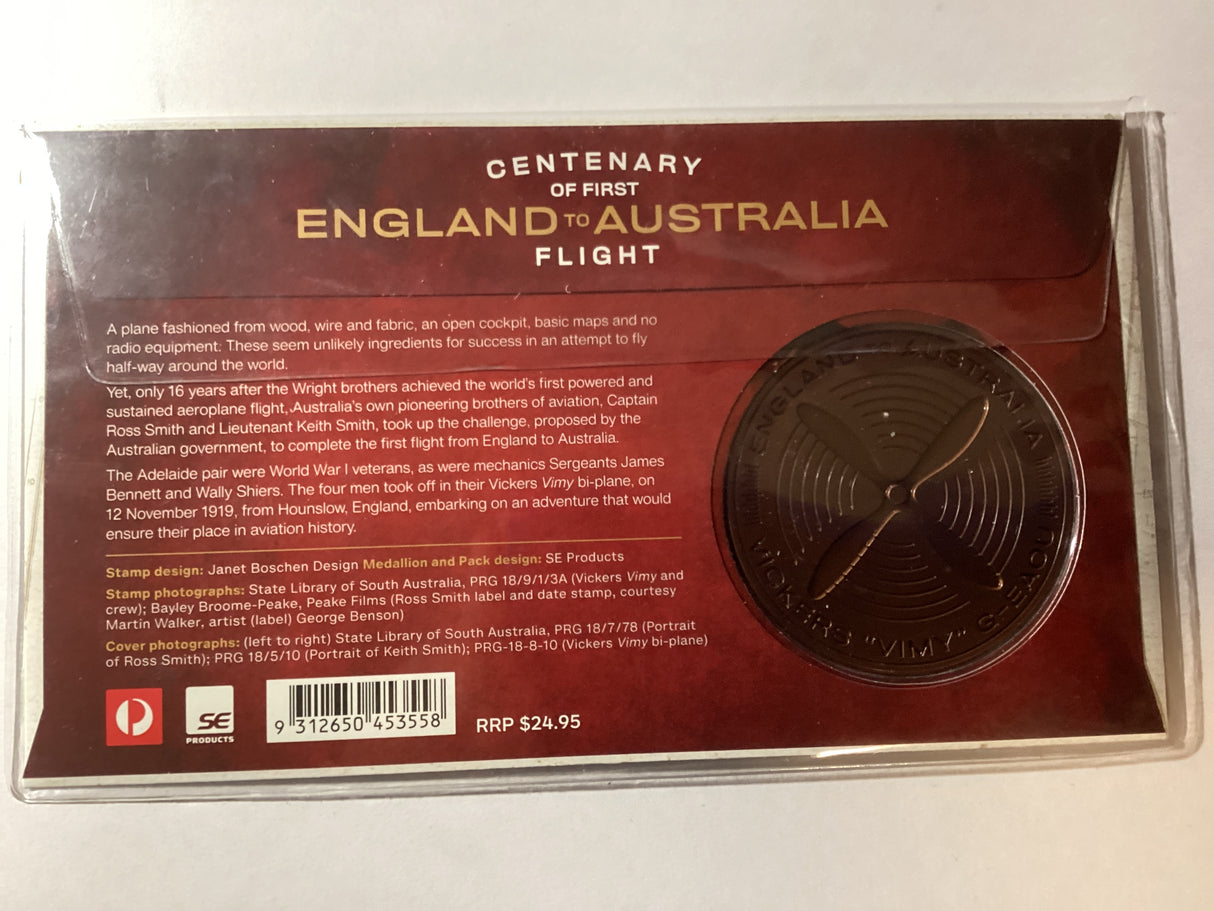 CENTENARY
OF FIRST
ENGLAND TO AUSTRALIA
FLIGHT
A plane fashioned from wood, wire and fabric, an open cockpit, basic maps and no
radio equipment. These seem unlikely ingredients for success in an attempt to fly
half-way around the world.
Yet, only 16 years after the Wright brothers achieved the world's first powered and
sustained aeroplane flight, Australia's own pioneering brothers of aviation, Captain
Ross Smith and Lieutenant Keith Smith, took up the challenge, proposed by the
Australian government, to complete the first flight from England to Australia.
The Adelaide pair were World War I veterans, as were mechanics Sergeants James
Bennett and Wally Shiers. The four men took off in their Vickers Vimy bi-plane, on
12 November 1919, from Hounslow, England, embarking on an adventure that would
ensure their place in aviation history.
Stamp design: Janet Boschen Design Medallion and Pack design: SE Products
Stamp photographs: State Library of South Australia, PRG 18/9/1/3A (Vickers Vimy and
crew); Bayley Broome-Peake, Peake Films (Ross Smith label and date stamp, courtesy
Martin Walker, artist (label) George Benson)
Cover photographs: (left to right) State Library of South Australia, PRG 18/7/78 (Portrait
of Ross Smith); PRG 18/5/10 (Portrait of Keith Smith); PRG-18-8-10 (Vickers Vimy bi-plane)
SE
PRODUCTS
9 312650 453558
RRP $24.95
ENGLAND TO AUSTRALIA
VICKERS "VIMY" G-EAOU